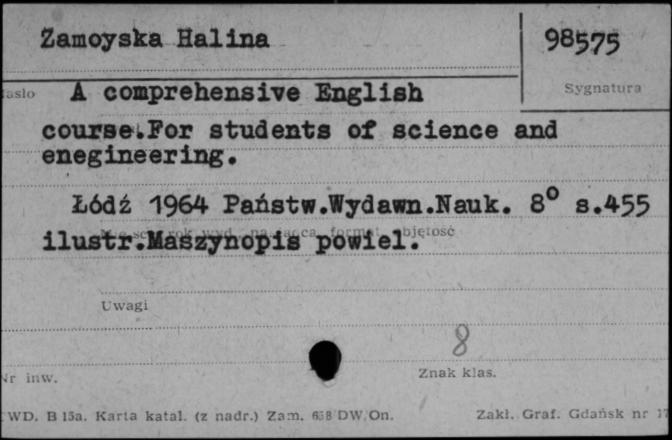 Zamoyska Halina
98575
Sygnatura
A comprehensive English
course.For students of science and
enegineering.
Łódź 1964 Państw.Wydawn.Nauk. 8° s.455
ilustr.Maszynopis powiel.
Uwagi
8
Nr inw.
Znak klas.
WD. B 15a. Karta katal. (z nadr.) Zam. 638 DW. On.
Zakł. Graf. Gdańsk nr